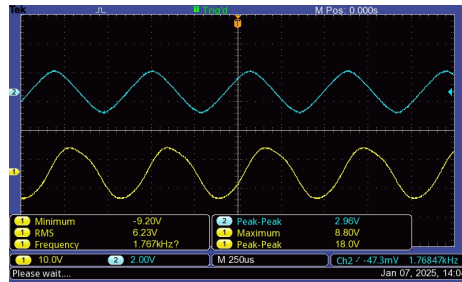 Tek 1 Trig'd M Pos: 0.000s
T
2
1
1 Minimum -9.20V 2 Peak-Peak 2.96V
1 RMS 6.23V 1 Maximum 8.80V
1 Frequency 1.767kHz? 1 Peak-Peak 18.0V
1 10.0V 2 2.00V M 250us Ch2 -47.3mV 1.76847kHz
Please wait.... Jan 07, 2025, 14:0